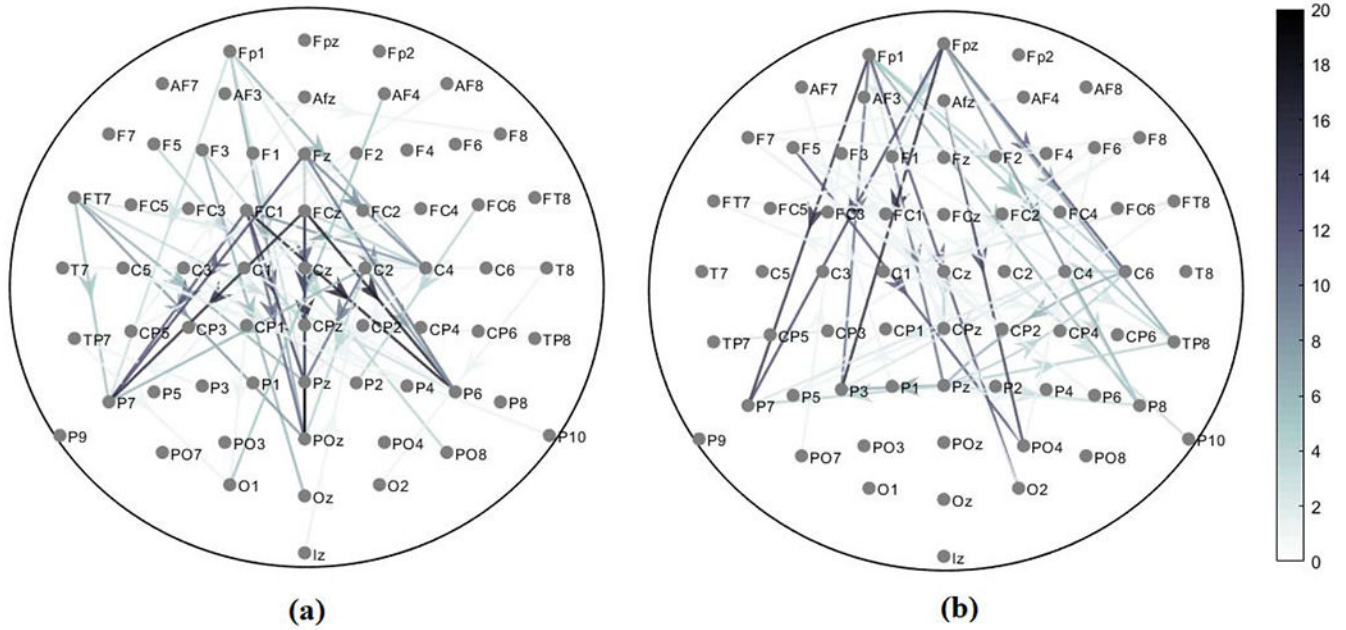 Fp1 Fpz Fp2
AF7 AF3 Afz AF4 AF8
F7 F5 F3 F1 Fz F2 F4 F6 F8
FT7 FC5 FC3 FC1 FCz FC2 FC4 FC6 FT8
T7 C5 C3 C1 Cz C2 C4 C6 T8
TP7 CP5 CP3 CP1 CPz CP2 CP4 CP6 TP8
P7 P5 P3 P1 Pz P2 P4 P6 P8
P9 PO7 PO3 POz PO4 PO8 P10
O1 Oz O2
Iz
(a)
Fp1 Fpz Fp2
AF7 AF3 Afz AF4 AF8
F7 F5 F3 F1 Fz F2 F4 F6 F8
FT7 FC5 FC3 FC1 FCz FC2 FC4 FC6 FT8
T7 C5 C3 C1 Cz C2 C4 C6 T8
TP7 CP5 CP3 CP1 CPz CP2 CP4 CP6 TP8
P7 P5 P3 P1 Pz P2 P4 P6 P8
P9 PO7 PO3 POz PO4 PO8 P10
O1 Oz O2
Iz
(b)
20
18
16
14
12
10
8
6
4
2
0